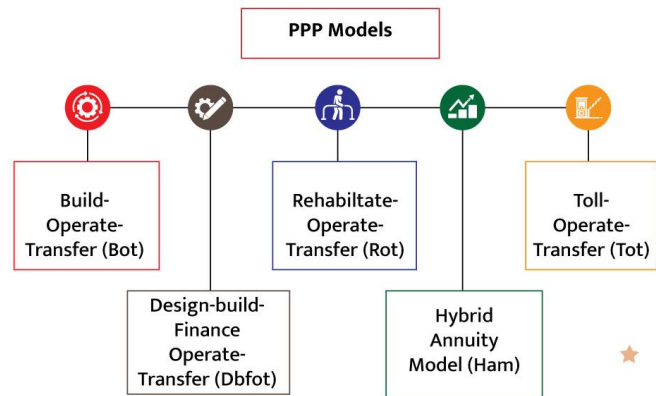 PPP Models
Build-
Operate-
Transfer (Bot)
Design-build-
Finance
Operate-
Transfer (Dbfot)
Rehabiltate-
Operate-
Transfer (Rot)
Hybrid
Annuity
Model (Ham)
Toll-
Operate-
Transfer (Tot)